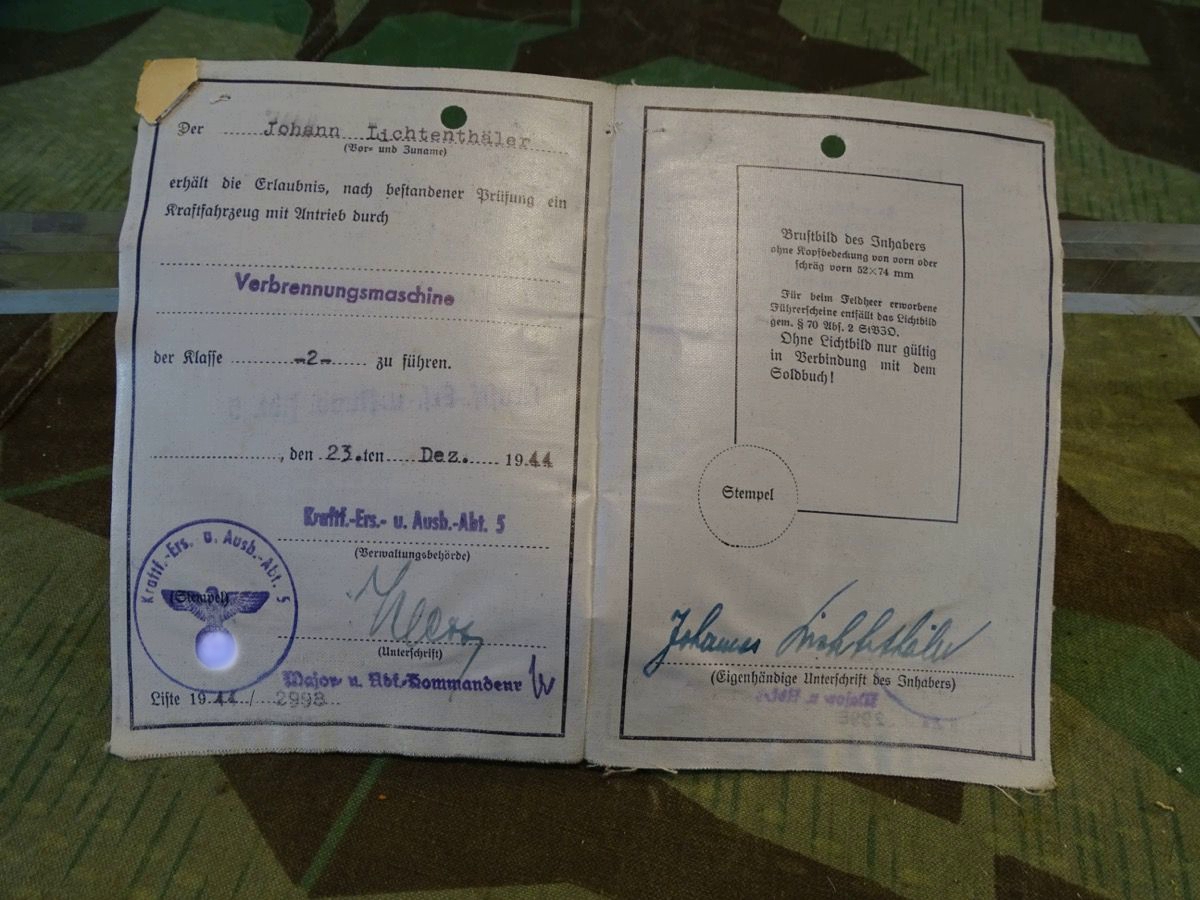 Der Johann Lichtenthäler
(Vor- und Zuname)
erhält die Erlaubnis, nach bestandener Prüfung ein
Kraftfahrzeug mit Antrieb durch
Verbrennungsmaschine
der Klasse -2- zu führen.
, den 23.ten Dez. 1944
Kraftf.-Ers.- u. Ausb.-Abt. 5
(Verwaltungsbehörde)
Kraftf.-Ers. u. Ausb.-Abt. 5
(Stempel)
(Unterschrift)
Major u. Abt.-Kommandeur
Liste 1944/ 2998
Brustbild des Inhabers
ohne Kopfbedeckung von vorn oder
schräg vorn 52×74 mm
Für beim Feldheer erworbene
Führerscheine entfällt das Lichtbild
gem. § 70 Abs. 2 StVZO.
Ohne Lichtbild nur gültig
in Verbindung mit dem
Soldbuch!
Stempel
Johannes Lichtthäler
(Eigenhändige Unterschrift des Inhabers)